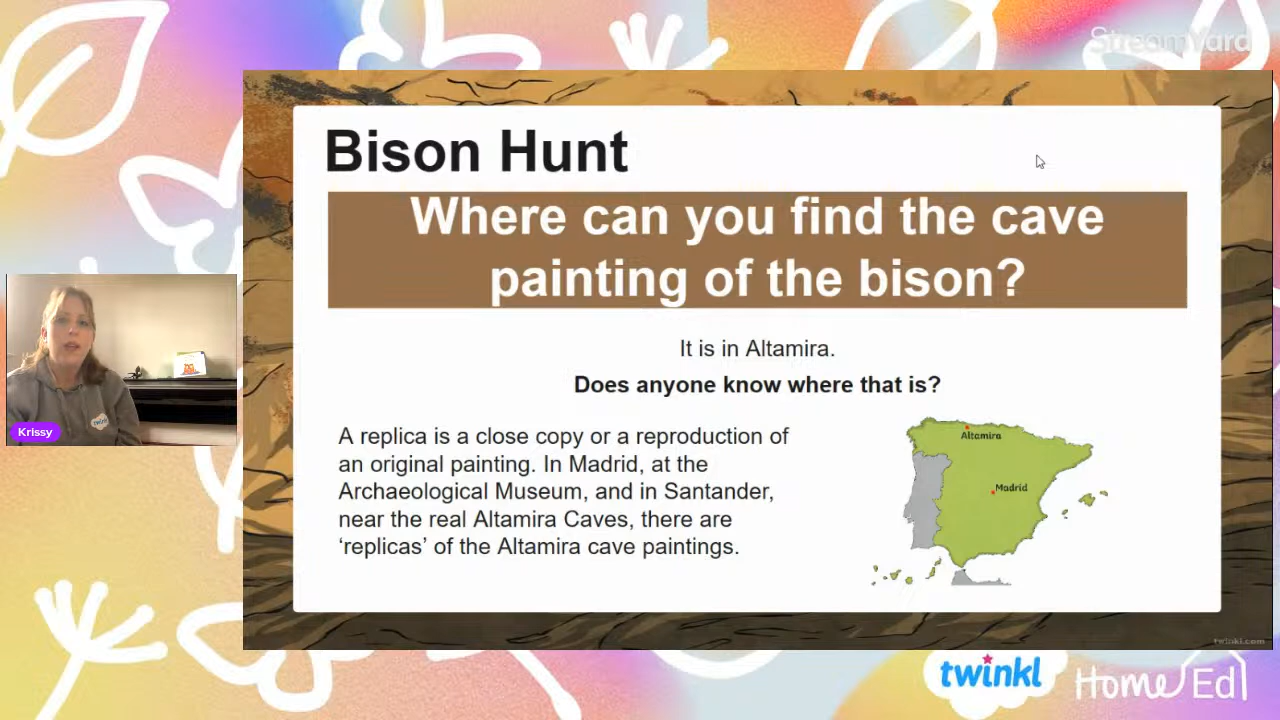 StreamYard
Bison Hunt
Where can you find the cave
painting of the bison?
It is in Altamira.
Does anyone know where that is?
A replica is a close copy or a reproduction of
an original painting. In Madrid, at the
Archaeological Museum, and in Santander,
near the real Altamira Caves, there are
‘replicas’ of the Altamira cave paintings.
Altamira
Madrid
twinkl
Krissy
twinkl.com
twinkl Home Ed